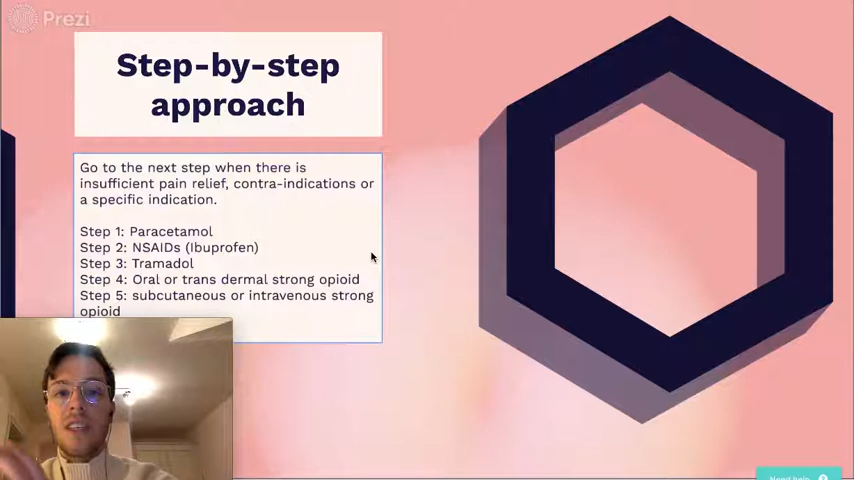 Prezi
Step-by-step
approach
Go to the next step when there is
insufficient pain relief, contra-indications or
a specific indication.
Step 1: Paracetamol
Step 2: NSAIDs (Ibuprofen)
Step 3: Tramadol
Step 4: Oral or trans dermal strong opioid
Step 5: subcutaneous or intravenous strong
opioid
Need help